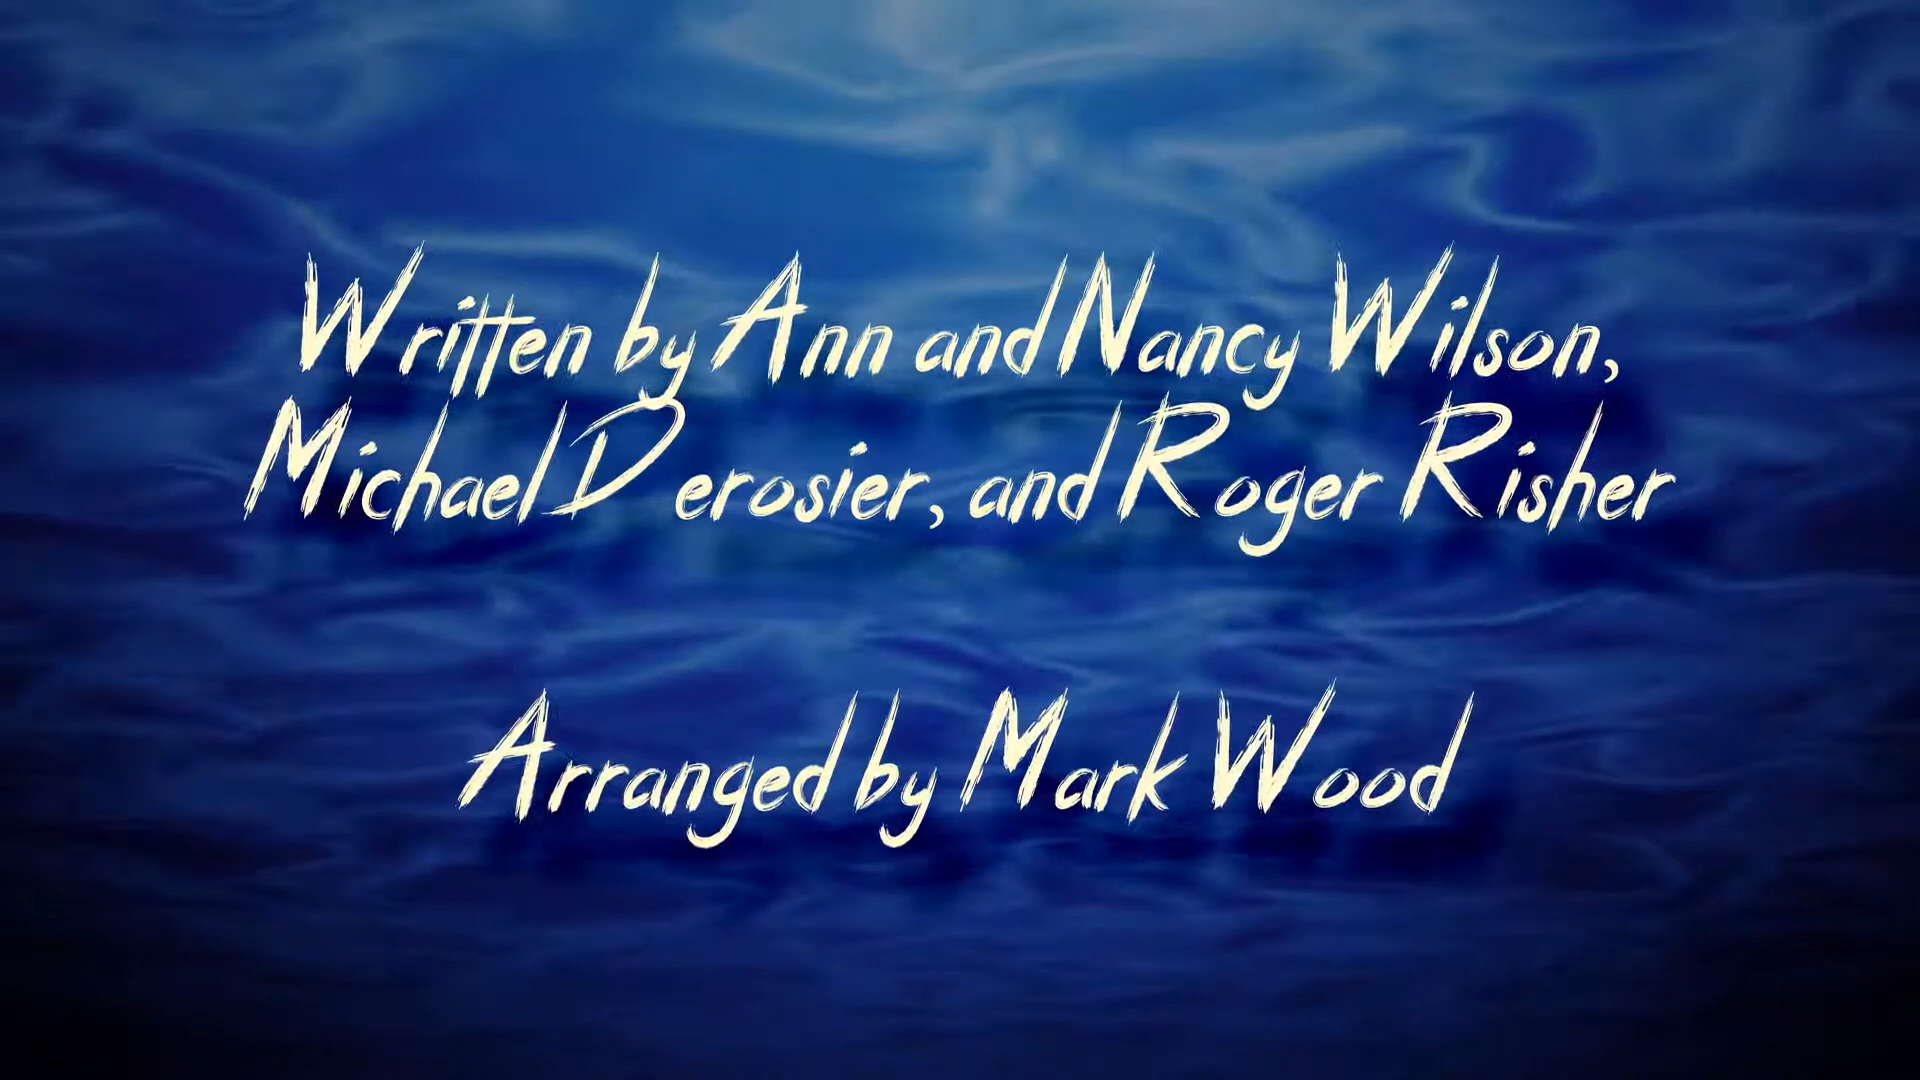 Written by Ann and Nancy Wilson,
Michael Derosier, and Roger Risher
Arranged by Mark Wood